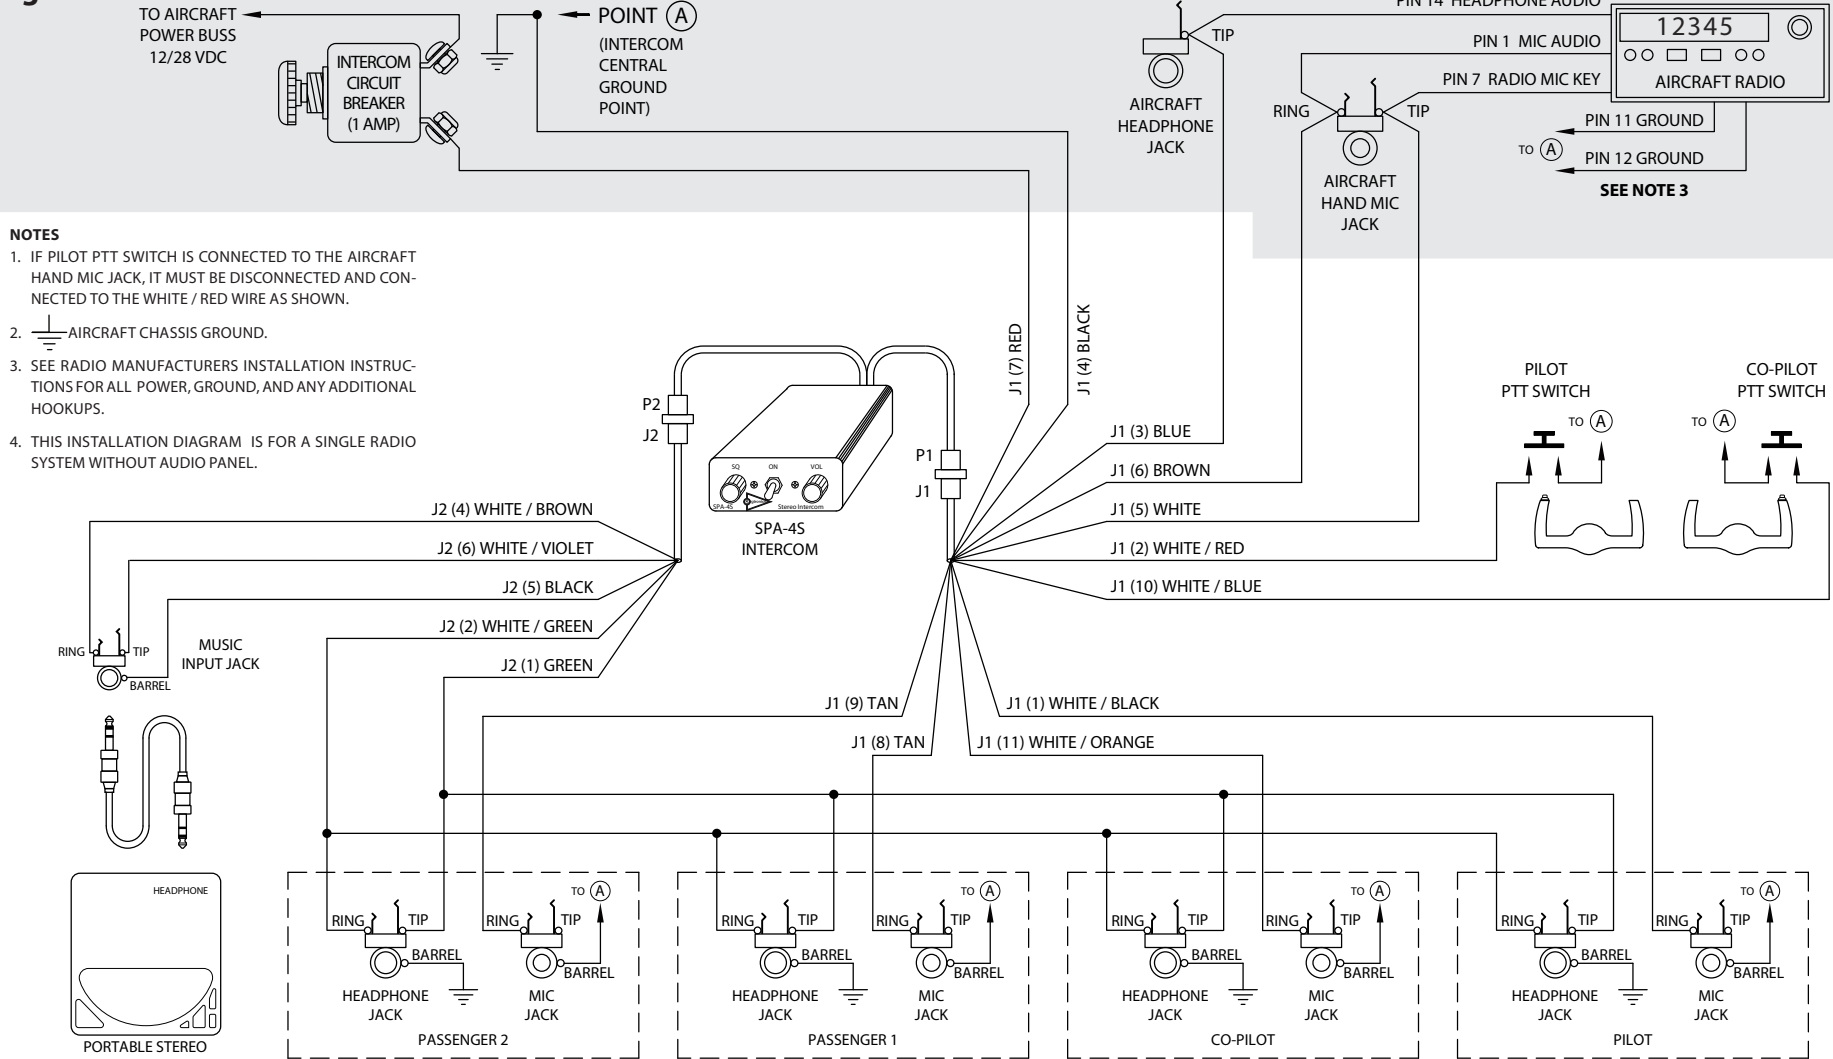 TO AIRCRAFT
POWER BUSS
12/28 VDC
INTERCOM
CIRCUIT
BREAKER
(1 AMP)
POINT A
(INTERCOM
CENTRAL
GROUND
POINT)
TIP
AIRCRAFT
HEADPHONE
JACK
PIN 14 HEADPHONE AUDIO
PIN 1 MIC AUDIO
PIN 7 RADIO MIC KEY
12345
AIRCRAFT RADIO
RING
TIP
AIRCRAFT
HAND MIC
JACK
PIN 11 GROUND
TO A
PIN 12 GROUND
SEE NOTE 3
NOTES
1. IF PILOT PTT SWITCH IS CONNECTED TO THE AIRCRAFT
HAND MIC JACK, IT MUST BE DISCONNECTED AND CON-
NECTED TO THE WHITE / RED WIRE AS SHOWN.
2. AIRCRAFT CHASSIS GROUND.
3. SEE RADIO MANUFACTURERS INSTALLATION INSTRUC-
TIONS FOR ALL POWER, GROUND, AND ANY ADDITIONAL
HOOKUPS.
4. THIS INSTALLATION DIAGRAM IS FOR A SINGLE RADIO
SYSTEM WITHOUT AUDIO PANEL.
J1 (7) RED
J1 (4) BLACK
P2
J2
P1
J1
SQ
ON
VOL
SPA-4S
Stereo Intercom
SPA-4S
INTERCOM
PILOT
PTT SWITCH
TO A
CO-PILOT
PTT SWITCH
TO A
J1 (3) BLUE
J1 (6) BROWN
J1 (5) WHITE
J1 (2) WHITE / RED
J1 (10) WHITE / BLUE
J2 (4) WHITE / BROWN
J2 (6) WHITE / VIOLET
J2 (5) BLACK
J2 (2) WHITE / GREEN
J2 (1) GREEN
RING
TIP
BARREL
MUSIC
INPUT JACK
J1 (9) TAN
J1 (1) WHITE / BLACK
J1 (8) TAN
J1 (11) WHITE / ORANGE
HEADPHONE
PORTABLE STEREO
RING
TIP
BARREL
HEADPHONE
JACK
RING
TIP
TO A
BARREL
MIC
JACK
PASSENGER 2
RING
TIP
BARREL
HEADPHONE
JACK
RING
TIP
TO A
BARREL
MIC
JACK
PASSENGER 1
RING
TIP
BARREL
HEADPHONE
JACK
RING
TIP
TO A
BARREL
MIC
JACK
CO-PILOT
RING
TIP
BARREL
HEADPHONE
JACK
RING
TIP
TO A
BARREL
MIC
JACK
PILOT